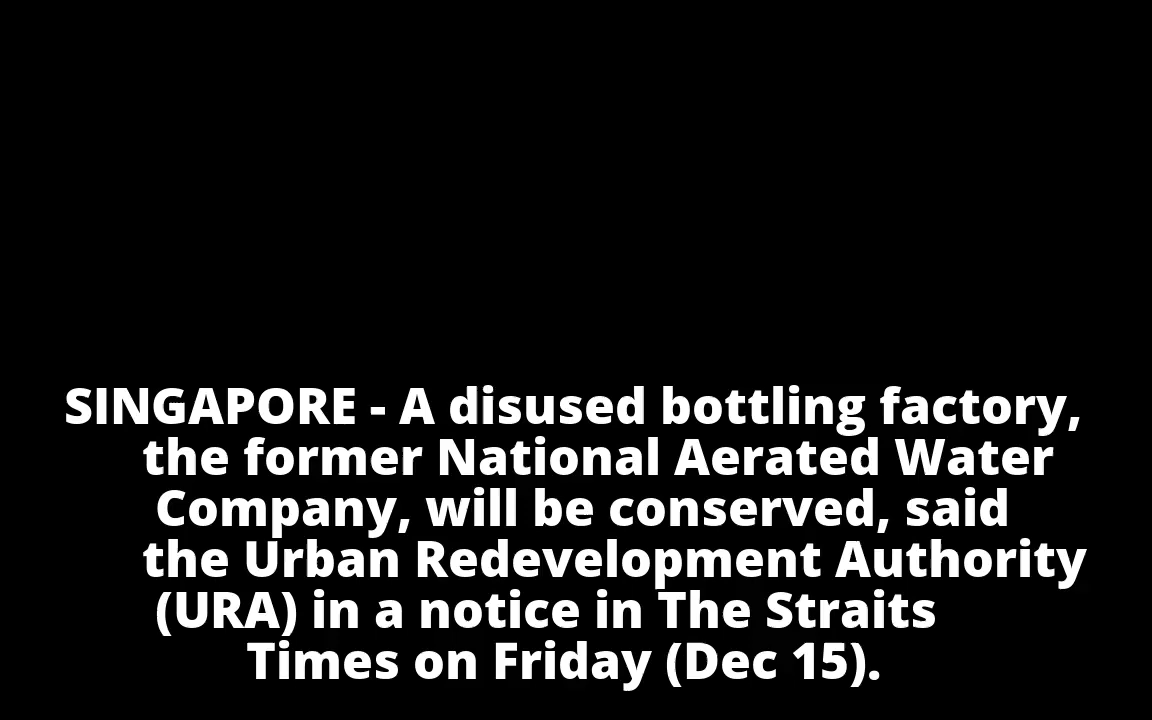 SINGAPORE - A disused bottling factory,
the former National Aerated Water
Company, will be conserved, said
the Urban Redevelopment Authority
(URA) in a notice in The Straits
Times on Friday (Dec 15).